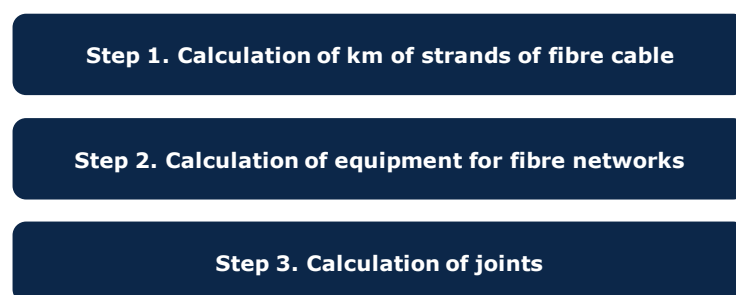 Step 1. Calculation of km of strands of fibre cable
Step 2. Calculation of equipment for fibre networks
Step 3. Calculation of joints